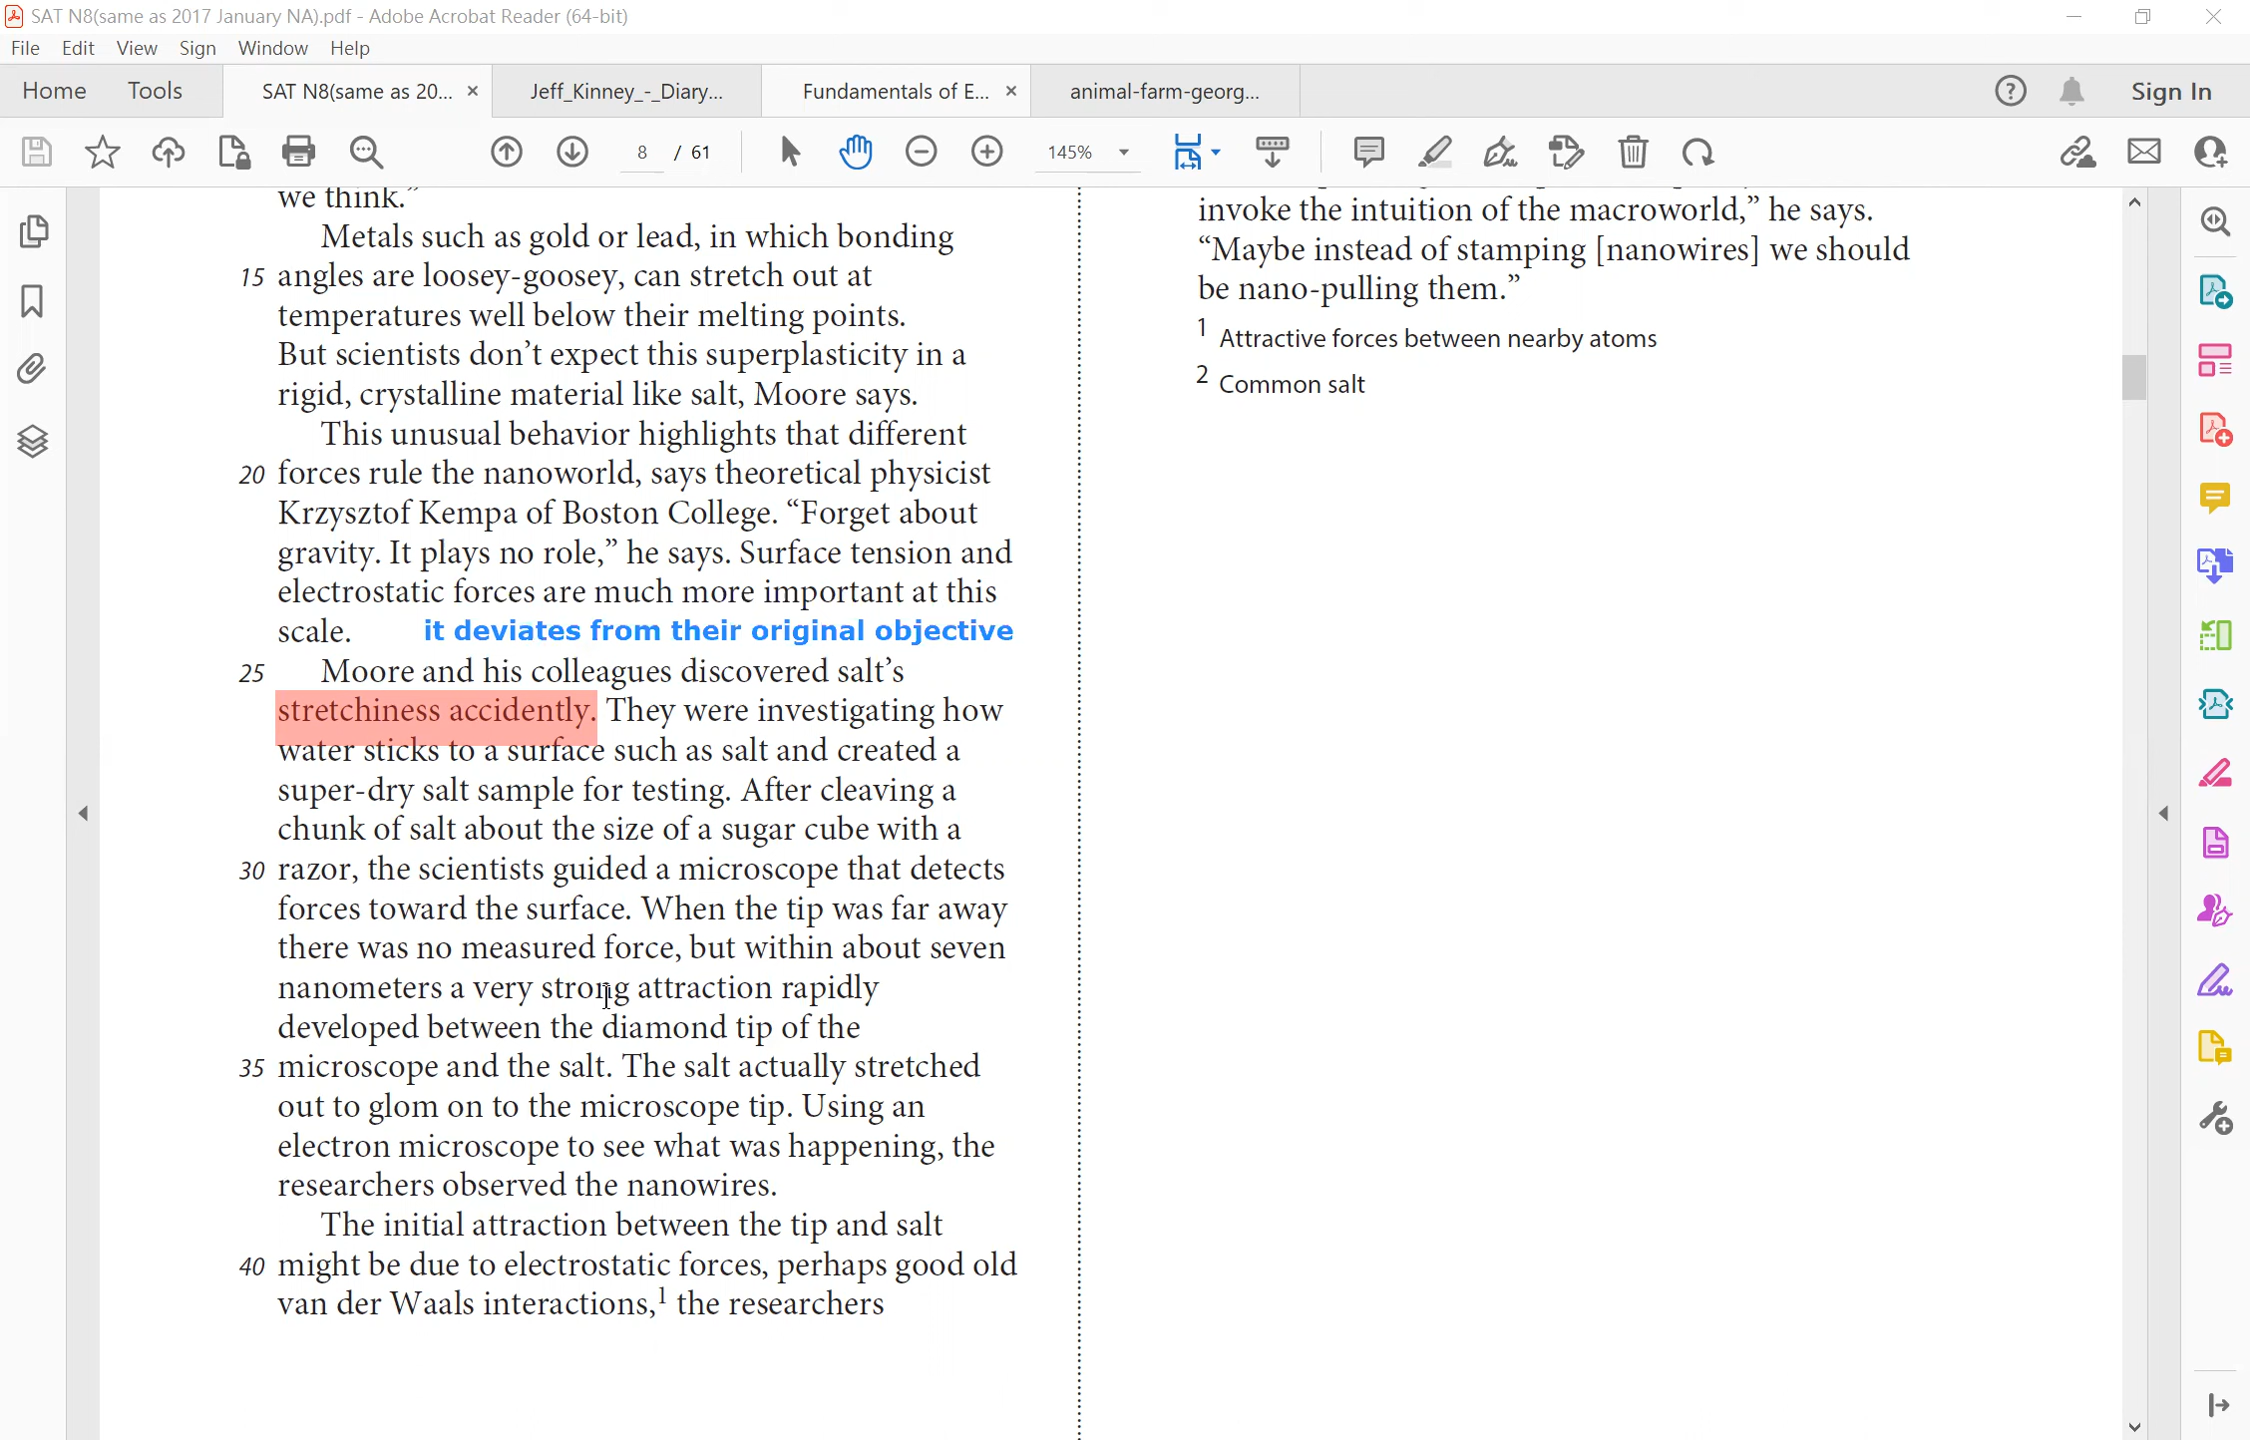 SAT N8(same as 2017 January NA).pdf - Adobe Acrobat Reader (64-bit)
File Edit View Sign Window Help
Home Tools SAT N8(same as 20... × Jeff_Kinney_-_Diary... Fundamentals of E... × animal-farm-georg... Sign In
8 / 61 145%
we think.”
Metals such as gold or lead, in which bonding
15 angles are loosey-goosey, can stretch out at
temperatures well below their melting points.
But scientists don’t expect this superplasticity in a
rigid, crystalline material like salt, Moore says.
This unusual behavior highlights that different
20 forces rule the nanoworld, says theoretical physicist
Krzysztof Kempa of Boston College. “Forget about
gravity. It plays no role,” he says. Surface tension and
electrostatic forces are much more important at this
scale. it deviates from their original objective
25 Moore and his colleagues discovered salt’s
stretchiness accidently. They were investigating how
water sticks to a surface such as salt and created a
super-dry salt sample for testing. After cleaving a
chunk of salt about the size of a sugar cube with a
30 razor, the scientists guided a microscope that detects
forces toward the surface. When the tip was far away
there was no measured force, but within about seven
nanometers a very strong attraction rapidly
developed between the diamond tip of the
35 microscope and the salt. The salt actually stretched
out to glom on to the microscope tip. Using an
electron microscope to see what was happening, the
researchers observed the nanowires.
The initial attraction between the tip and salt
40 might be due to electrostatic forces, perhaps good old
van der Waals interactions,1 the researchers
invoke the intuition of the macroworld,” he says.
“Maybe instead of stamping [nanowires] we should
be nano-pulling them.”
1 Attractive forces between nearby atoms
2 Common salt